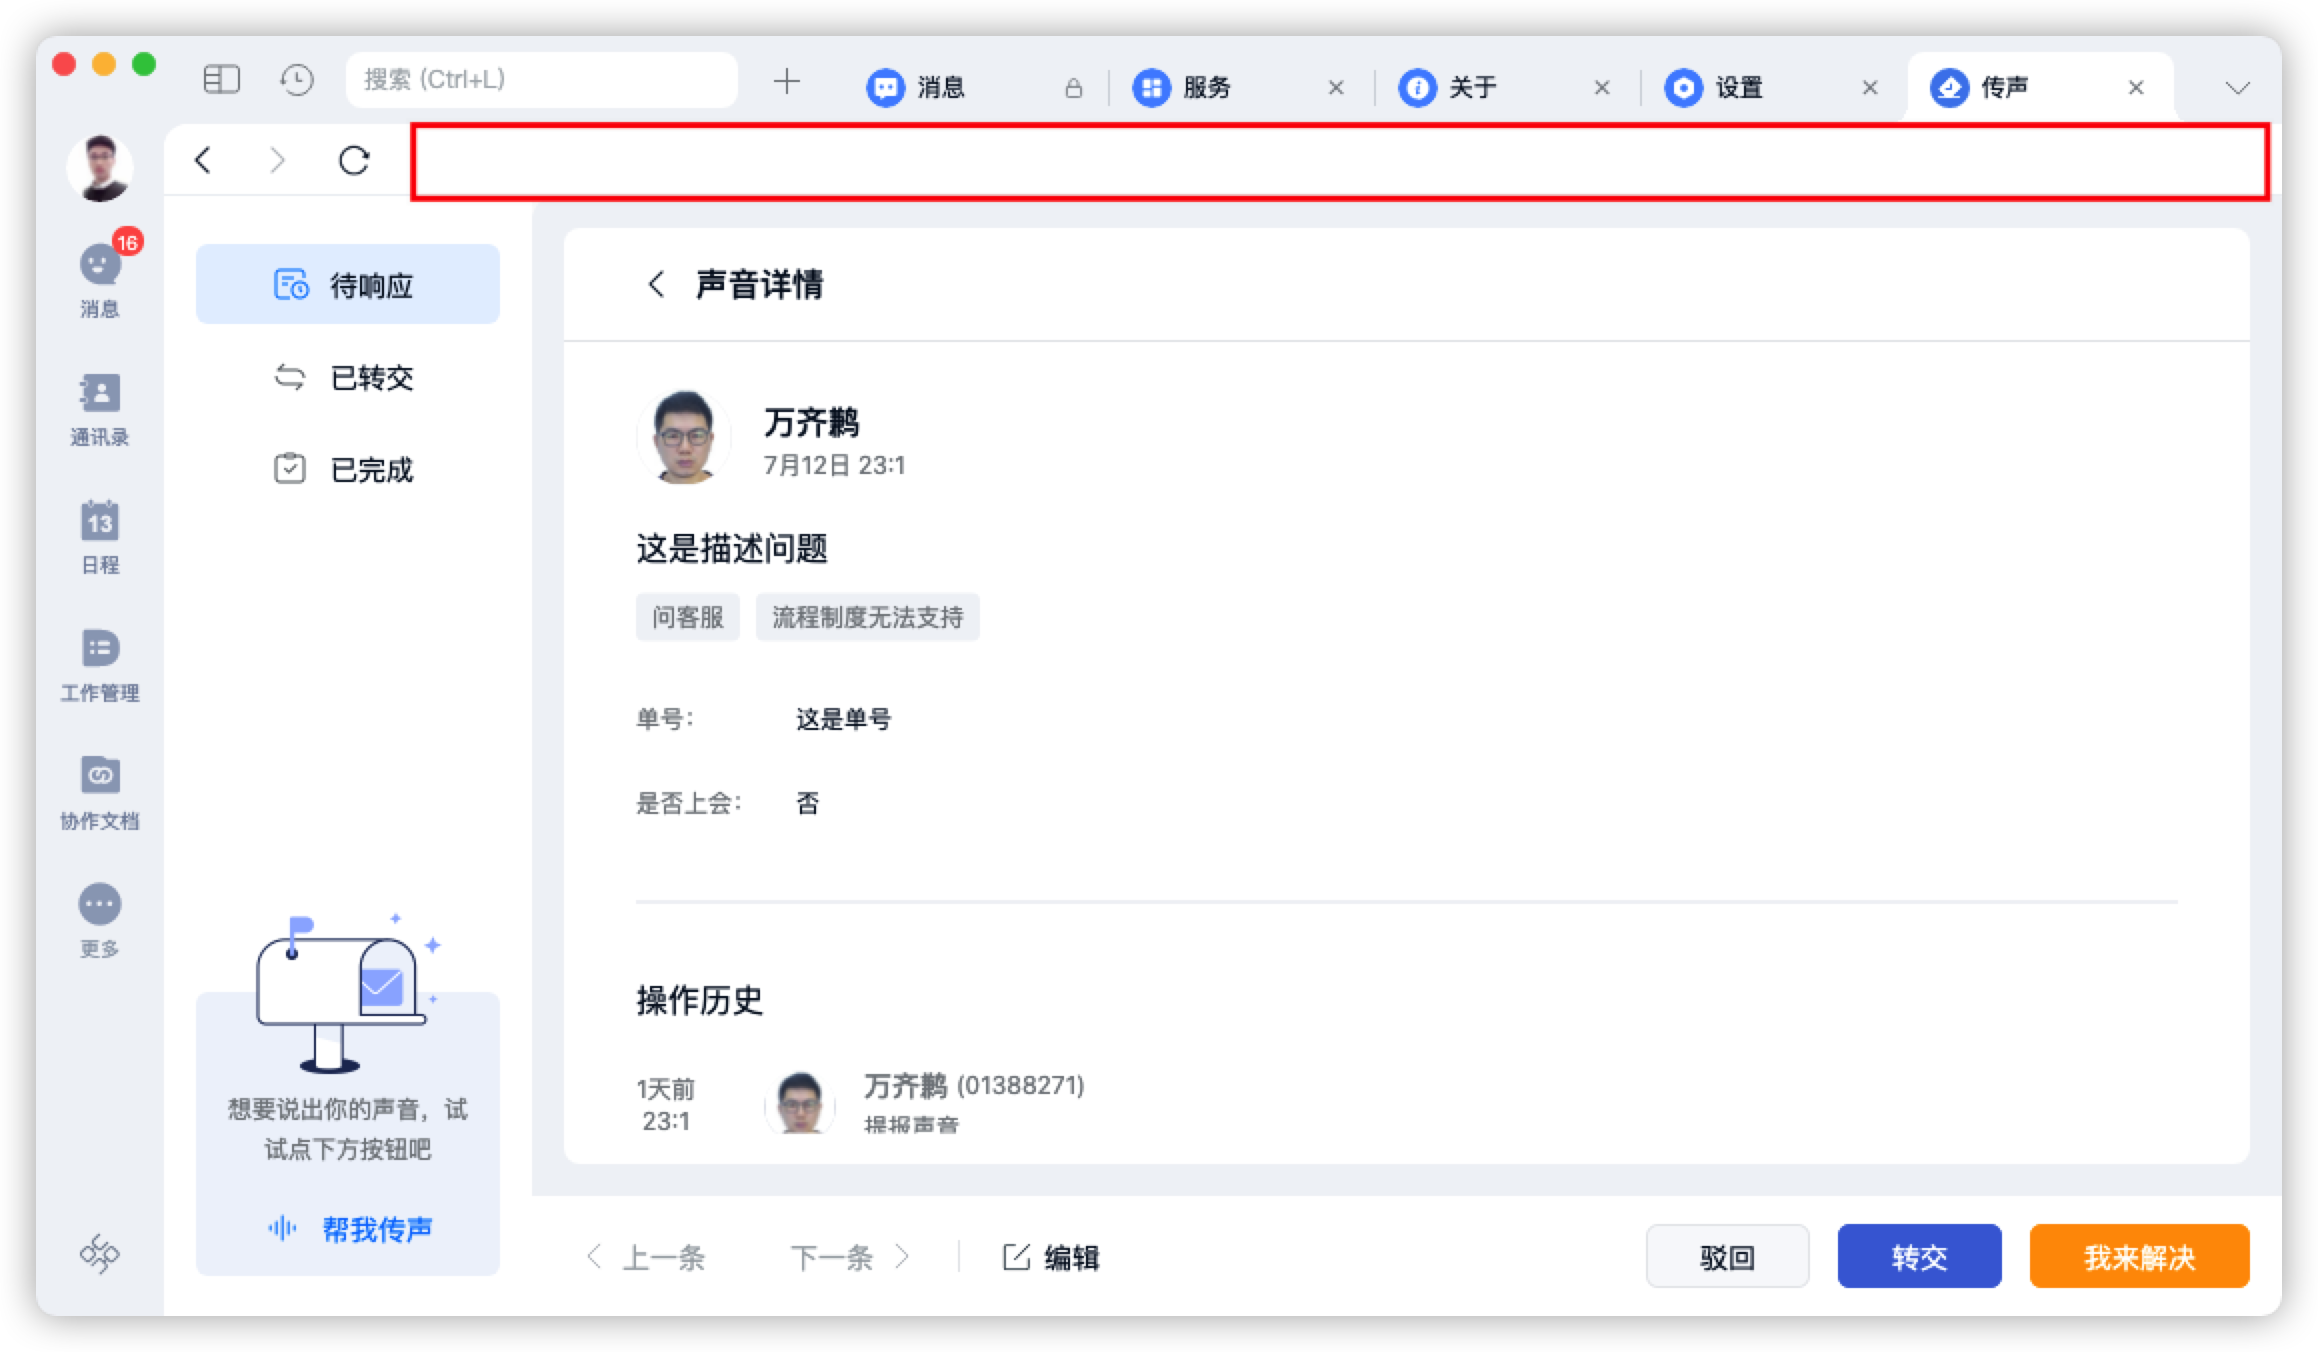 搜索 (Ctrl+L)
消息
服务
关于
设置
传声
16
消息
通讯录
13
日程
工作管理
协作文档
更多
待响应
已转交
已完成
想要说出你的声音，试
试点下方按钮吧
帮我传声
声音详情
万齐鹣
7月12日 23:1
这是描述问题
问客服 流程制度无法支持
单号： 这是单号
是否上会： 否
操作历史
1天前
23:1
万齐鹣 (01388271)
提报声音
上一条 下一条 编辑
驳回 转交 我来解决